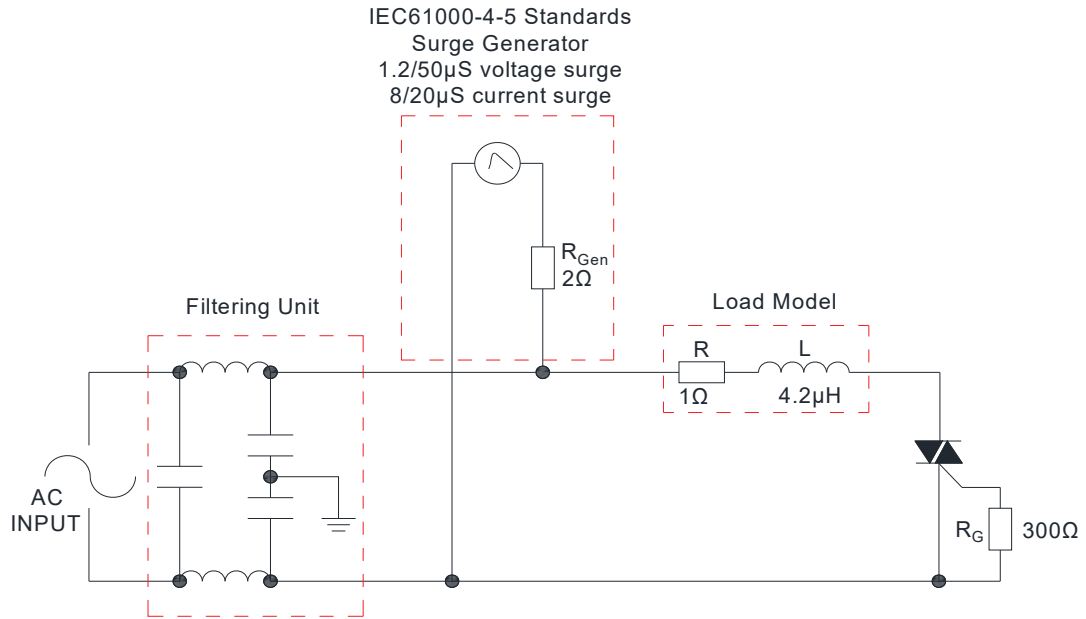 IEC61000-4-5 Standards
Surge Generator
1.2/50µS voltage surge
8/20µS current surge
RGen
2Ω
Filtering Unit
Load Model
R
L
1Ω
4.2µH
AC
INPUT
RG
300Ω